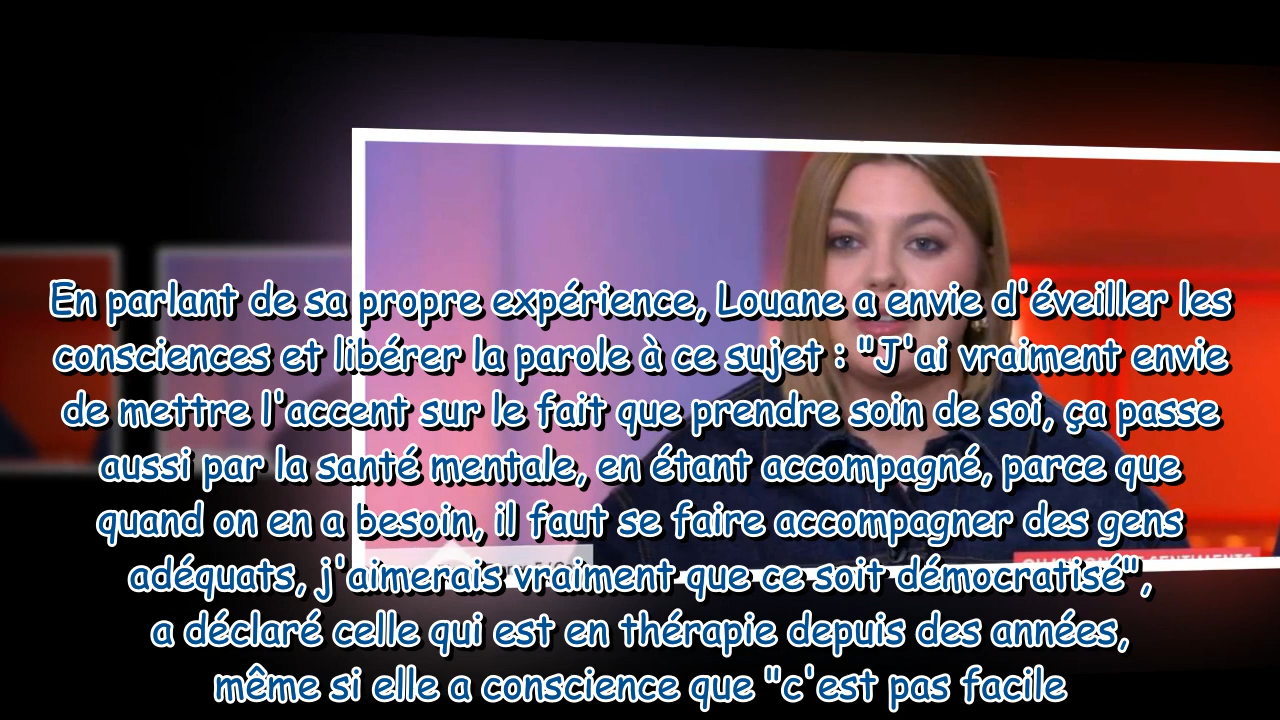 En parlant de sa propre expérience, Louane a envie d'éveiller les
consciences et libérer la parole à ce sujet : "J'ai vraiment envie
de mettre l'accent sur le fait que prendre soin de soi, ça passe
aussi par la santé mentale, en étant accompagné, parce que
quand on en a besoin, il faut se faire accompagner des gens
adéquats, j'aimerais vraiment que ce soit démocratisé",
a déclaré celle qui est en thérapie depuis des années,
même si elle a conscience que "c'est pas facile